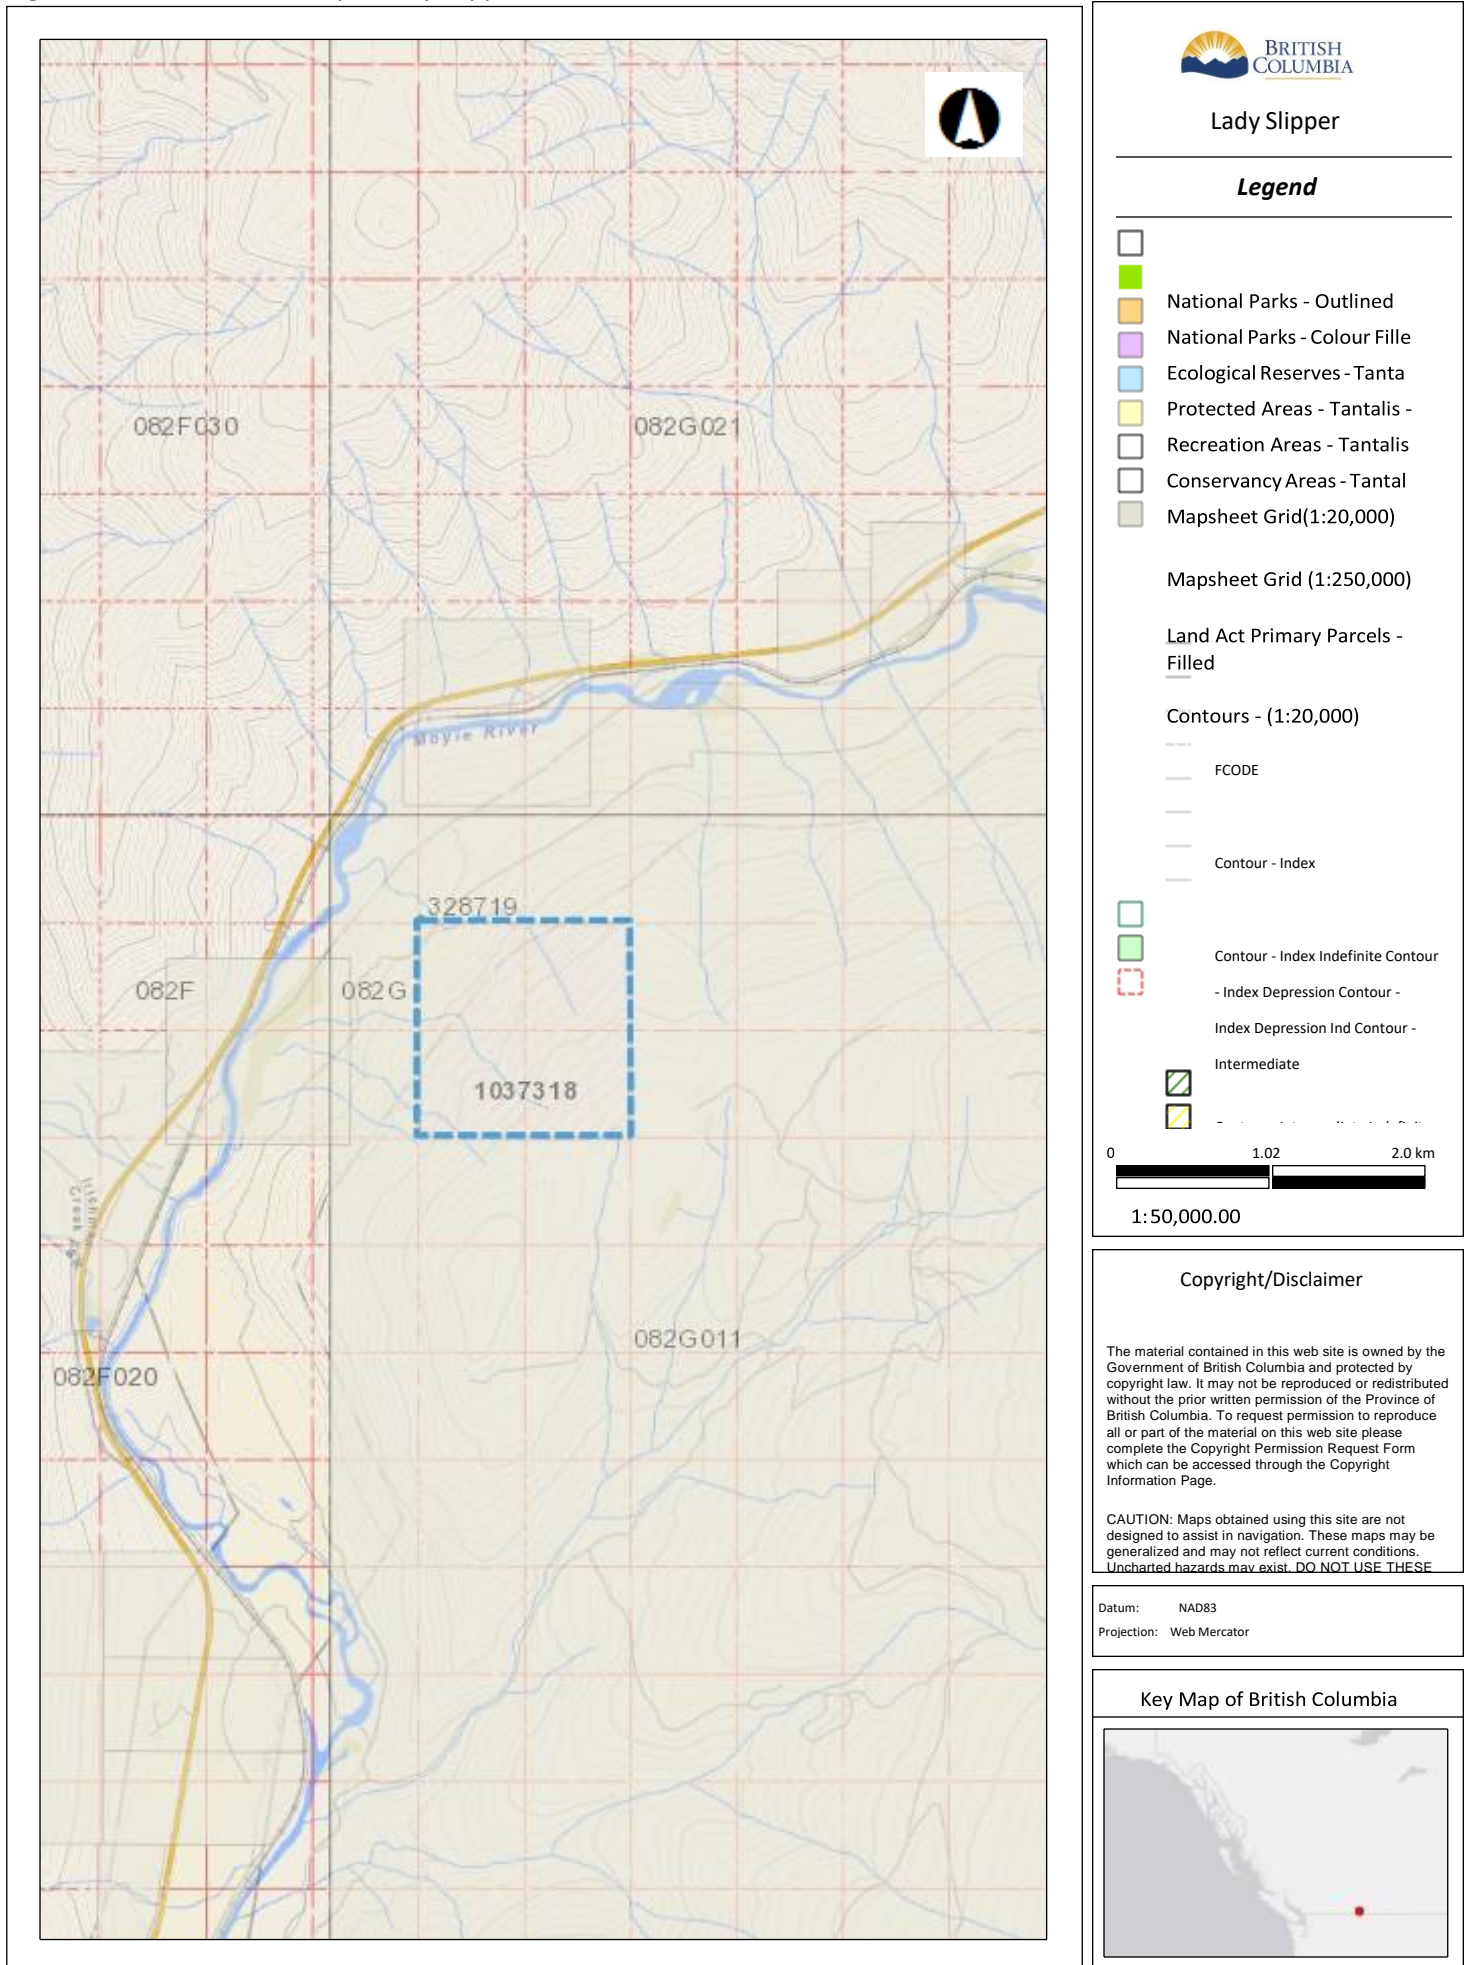 082F030
082G021
Moyie River
328719
082F
082G
1037318
Creek
082G011
082F020
BRITISH
COLUMBIA
Lady Slipper
Legend
National Parks - Outlined
National Parks - Colour Fille
Ecological Reserves - Tanta
Protected Areas - Tantalis -
Recreation Areas - Tantalis
Conservancy Areas - Tantal
Mapsheet Grid(1:20,000)
Mapsheet Grid (1:250,000)
Land Act Primary Parcels -
Filled
Contours - (1:20,000)
FCODE
Contour - Index
Contour - Index Indefinite Contour
- Index Depression Contour -
Index Depression Ind Contour -
Intermediate
0 1.02 2.0 km
1:50,000.00
Copyright/Disclaimer
The material contained in this web site is owned by the
Government of British Columbia and protected by
copyright law. It may not be reproduced or redistributed
without the prior written permission of the Province of
British Columbia. To request permission to reproduce
all or part of the material on this web site please
complete the Copyright Permission Request Form
which can be accessed through the Copyright
Information Page.
CAUTION: Maps obtained using this site are not
designed to assist in navigation. These maps may be
generalized and may not reflect current conditions.
Uncharted hazards may exist. DO NOT USE THESE
Datum: NAD83
Projection: Web Mercator
Key Map of British Columbia